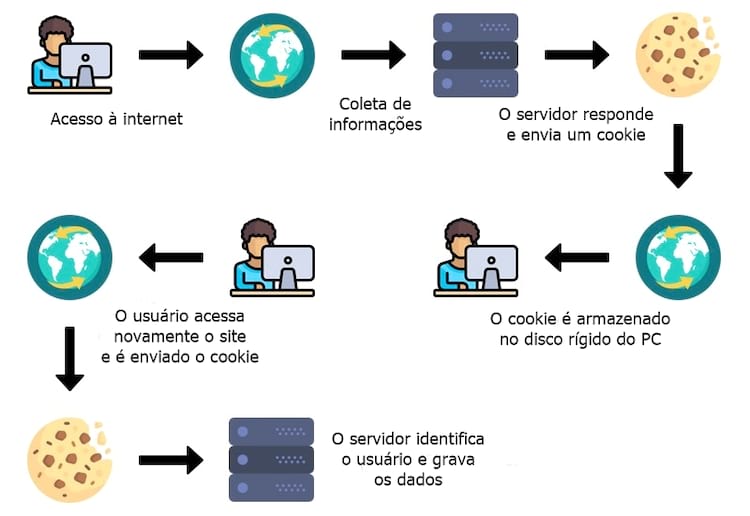 Acesso à internet
Coleta de
informações
O servidor responde
e envia um cookie
O usuário acessa
novamente o site
e é enviado o cookie
O cookie é armazenado
no disco rígido do PC
O servidor identifica
o usuário e grava
os dados